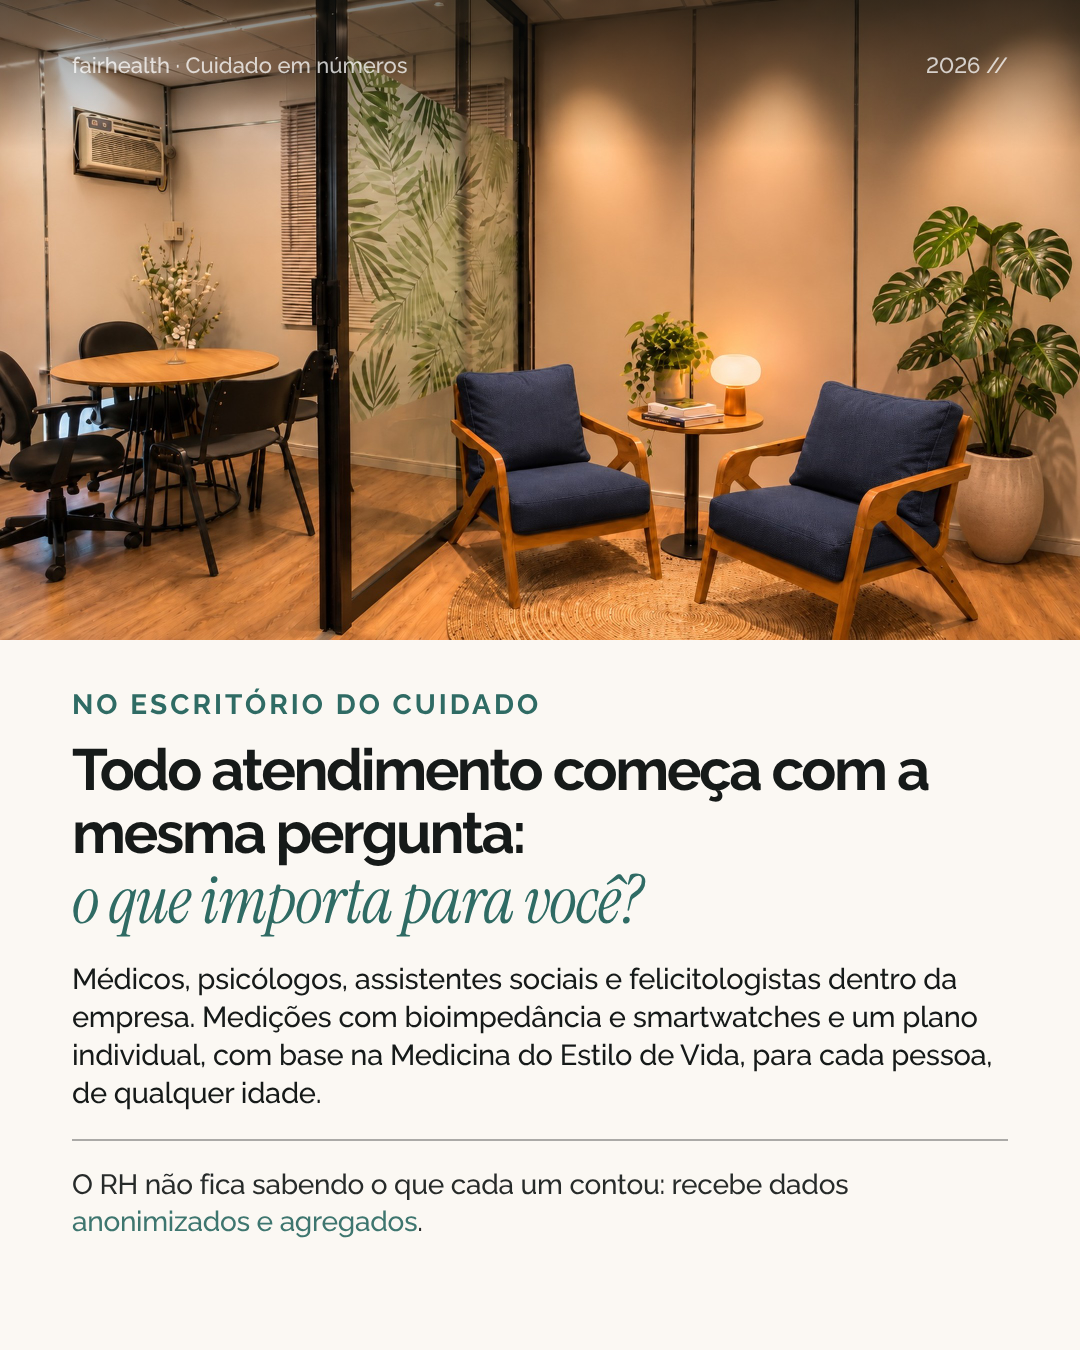 fairhealth · Cuidado em números
2026 //
NO ESCRITÓRIO DO CUIDADO
Todo atendimento começa com a
mesma pergunta:
o que importa para você?
Médicos, psicólogos, assistentes sociais e felicitologistas dentro da
empresa. Medições com bioimpedância e smartwatches e um plano
individual, com base na Medicina do Estilo de Vida, para cada pessoa,
de qualquer idade.
O RH não fica sabendo o que cada um contou: recebe dados
anonimizados e agregados.